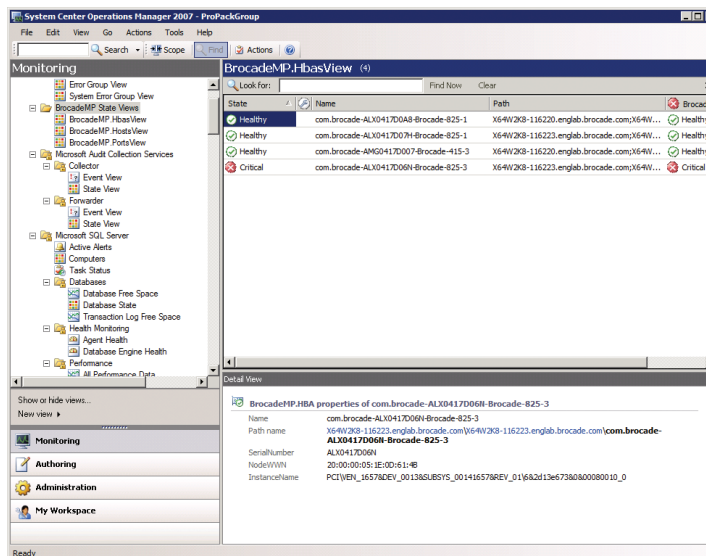 System Center Operations Manager 2007 - ProPackGroup
File Edit View Go Actions Tools Help
Search Scope Find Actions
Monitoring
Error Group View
System Error Group View
BrocadeMP State Views
BrocadeMP.HbasView
BrocadeMP.HostsView
BrocadeMP.PortsView
Microsoft Audit Collection Services
Collector
Event View
State View
Forwarder
Event View
State View
Microsoft SQL Server
Active Alerts
Computers
Task Status
Databases
Database Free Space
Database State
Transaction Log Free Space
Health Monitoring
Agent Health
Database Engine Health
Performance
All Performance Data
Show or hide views...
New view
Monitoring
Authoring
Administration
My Workspace
Ready
BrocadeMP.HbasView (4)
Look for: Find Now Clear
State Name Path Brocad
Healthy com.brocade-ALX0417D0A8-Brocade-825-1 X64W2K8-116220.englab.brocade.com;X64W... Healthy
Healthy com.brocade-ALX0417D07H-Brocade-825-1 X64W2K8-116223.englab.brocade.com;X64W... Healthy
Healthy com.brocade-AMG0417D007-Brocade-415-3 X64W2K8-116220.englab.brocade.com;X64W... Healthy
Critical com.brocade-ALX0417D06N-Brocade-825-3 X64W2K8-116223.englab.brocade.com;X64W... Critical
Detail View
BrocadeMP.HBA properties of com.brocade-ALX0417D06N-Brocade-825-3
Name com.brocade-ALX0417D06N-Brocade-825-3
Path name X64W2K8-116223.englab.brocade.com\X64W2K8-116223.englab.brocade.com\com.brocade-
ALX0417D06N-Brocade-825-3
SerialNumber ALX0417D06N
NodeWWN 20:00:00:05:1E:0D:61:4B
InstanceName PCI\VEN_1657&DEV_0013&SUBSYS_00141657&REV_01\6&2d13e673&0&00080010_0